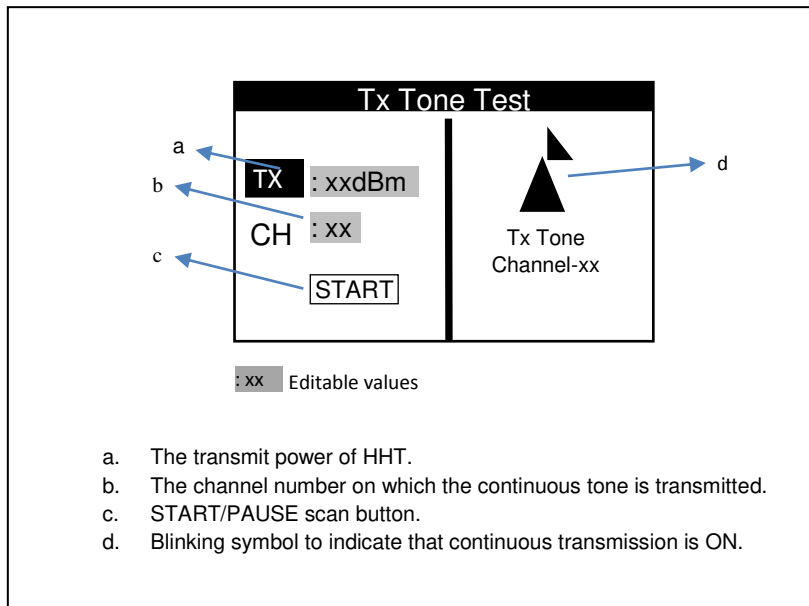 Tx Tone Test
a
TX : xxdBm
d
b
CH : xx
Tx Tone
Channel-xx
c
START
: xx Editable values
a. The transmit power of HHT.
b. The channel number on which the continuous tone is transmitted.
c. START/PAUSE scan button.
d. Blinking symbol to indicate that continuous transmission is ON.